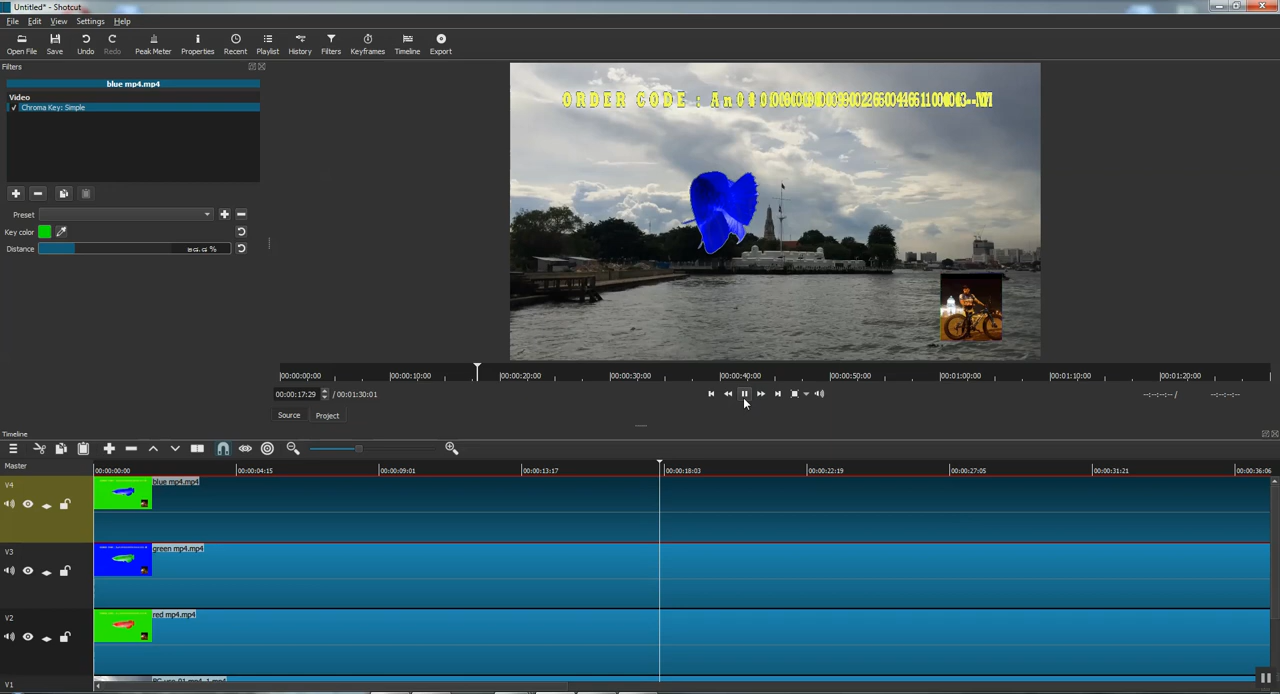 Untitled* - Shotcut
File Edit View Settings Help
Open File Save Undo Redo Peak Meter Properties Recent Playlist History Filters Keyframes Timeline Export
Filters
blue mp4.mp4
Video
✓ Chroma Key: Simple
Preset
Key color
Distance %
ORDER CODE :
00:00:00:00 00:00:10:00 00:00:20:00 00:00:30:00 00:00:40:00 00:00:50:00 00:01:00:00 00:01:10:00 00:01:20:00
00:00:17:29 / 00:01:30:01 --:--:--:-- / --:--:--:--
Source Project
Timeline
Master 00:00:00:00 00:00:04:15 00:00:09:01 00:00:13:17 00:00:18:03 00:00:22:19 00:00:27:05 00:00:31:21 00:00:36:06
V4 blue mp4.mp4
V3 green mp4.mp4
V2 red mp4.mp4
V1